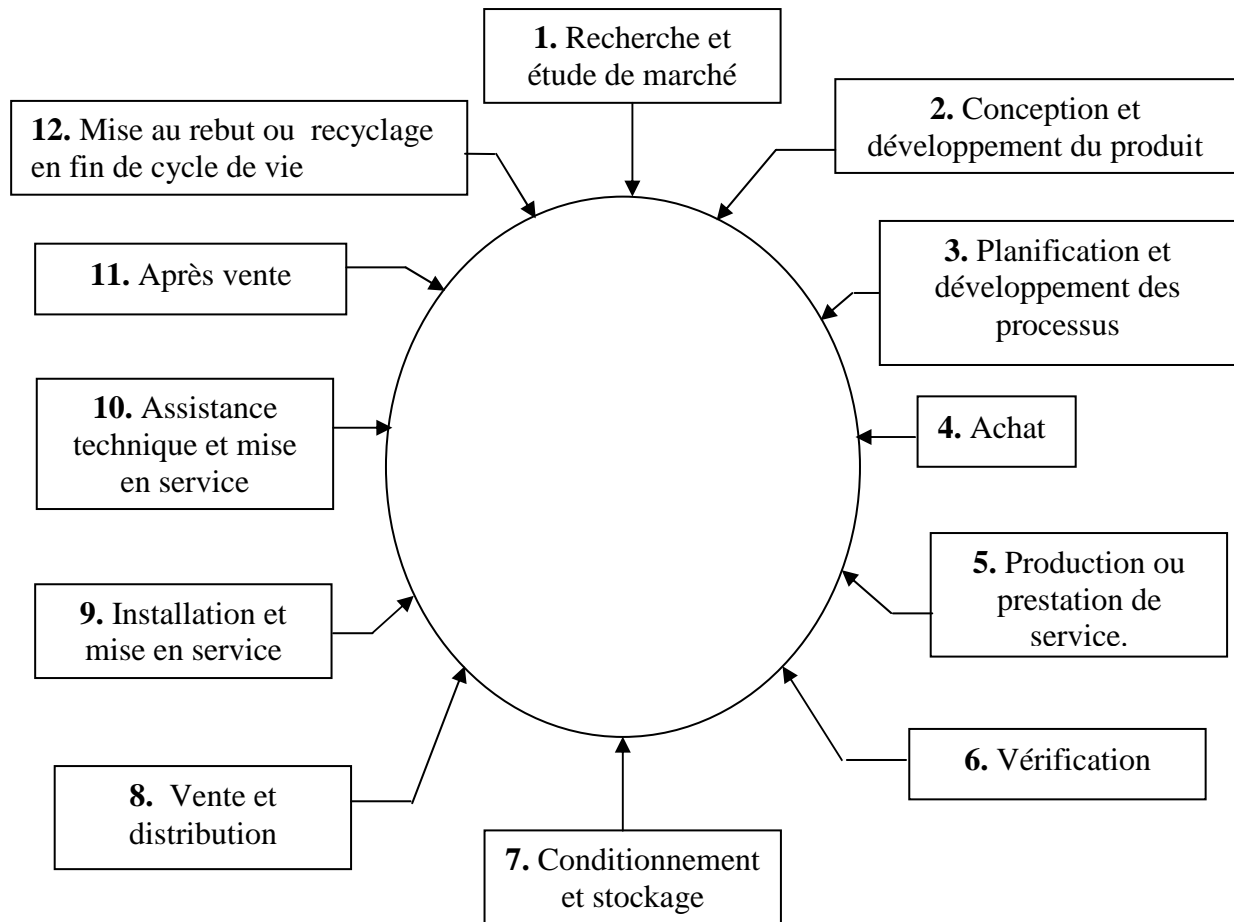 1. Recherche et
étude de marché
2. Conception et
développement du produit
3. Planification et
développement des
processus
4. Achat
5. Production ou
prestation de
service.
6. Vérification
7. Conditionnement
et stockage
8. Vente et
distribution
9. Installation et
mise en service
10. Assistance
technique et mise
en service
11. Après vente
12. Mise au rebut ou recyclage
en fin de cycle de vie